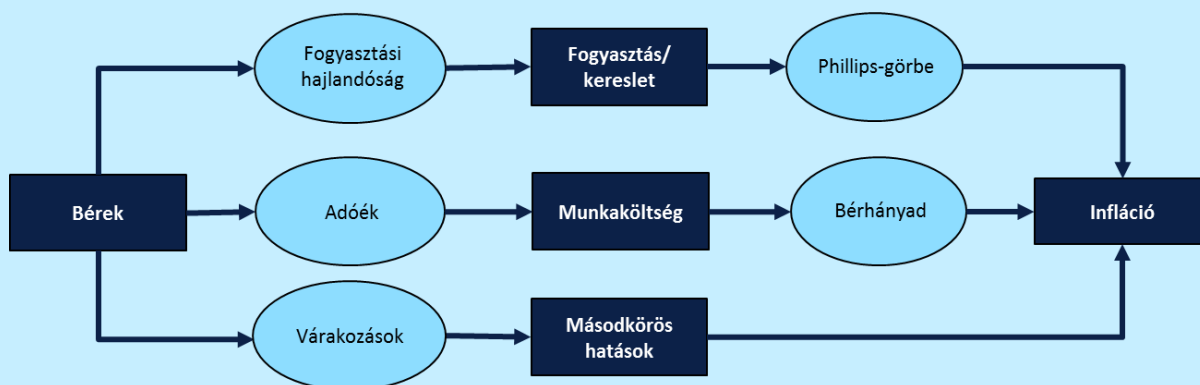 Fogyasztási
hajlandóság
Fogyasztás/
kereslet
Phillips-görbe
Bérek
Adóék
Munkaköltség
Bérhányad
Infláció
Várakozások
Másodkörös
hatások